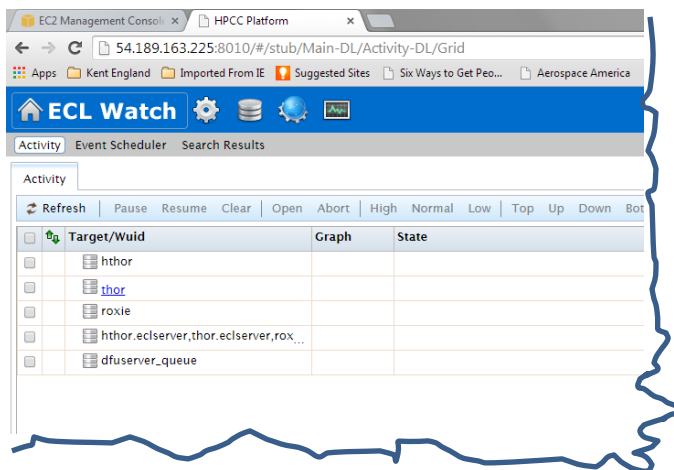 EC2 Management Consol HPCC Platform
54.189.163.225:8010/#/stub/Main-DL/Activity-DL/Grid
Apps Kent England Imported From IE Suggested Sites Six Ways to Get Peo... Aerospace America
ECL Watch
Activity Event Scheduler Search Results
Activity
Refresh Pause Resume Clear Open Abort High Normal Low Top Up Down Bot
Target/Wuid Graph State
hthor
thor
roxie
hthor.eclserver,thor.eclserver,rox...
dfuserver_queue